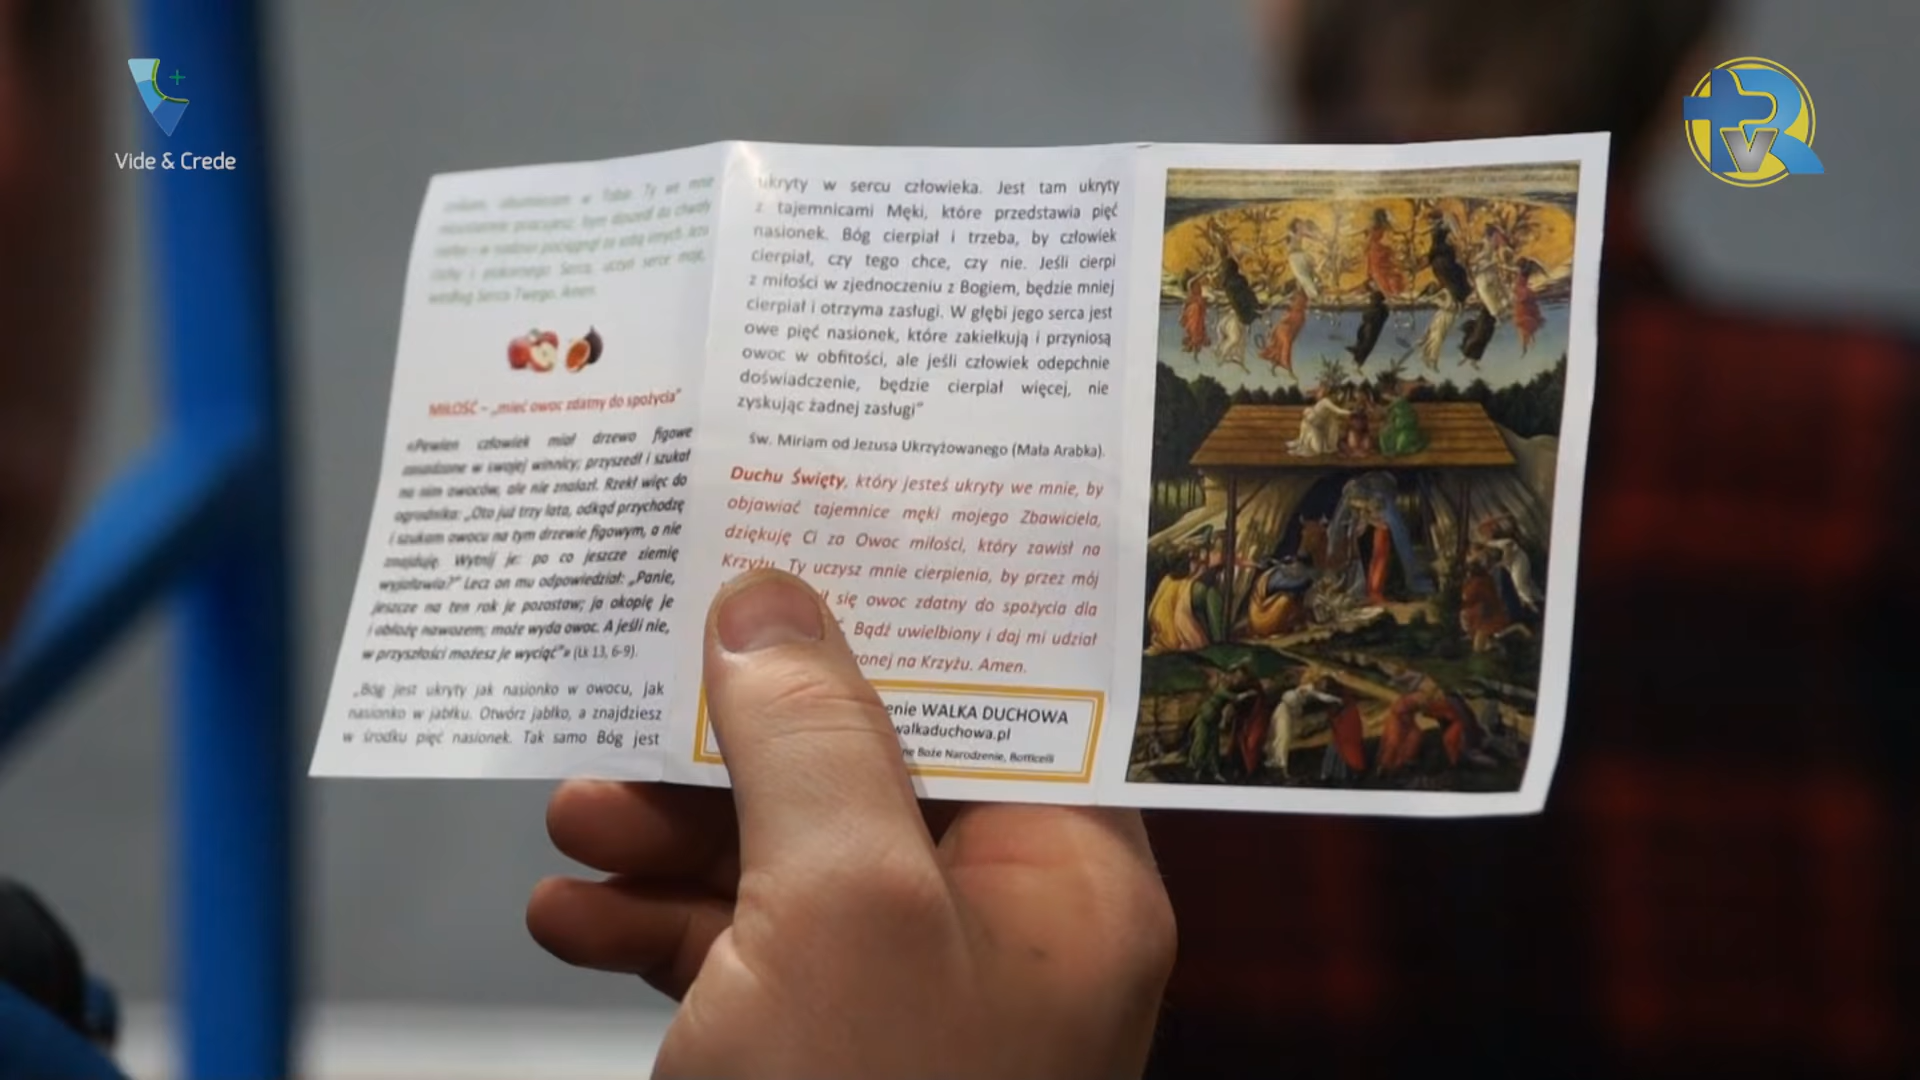 Vide & Crede
TVR
według Serca Twego. Amen.
MIŁOŚĆ – „mieć owoc zdatny do spożycia”
«Pewien człowiek miał drzewo figowe
zasadzone w swojej winnicy; przyszedł i szukał
na nim owoców, ale nie znalazł. Rzekł więc do
ogrodnika: „Oto już trzy lata, odkąd przychodzę
i szukam owocu na tym drzewie figowym, a nie
znajduję. Wytnij je: po co jeszcze ziemię
wyjaławia?” Lecz on mu odpowiedział: „Panie,
jeszcze na ten rok je pozostaw; ja okopię je
i obłożę nawozem; może wyda owoc. A jeśli nie,
w przyszłości możesz je wyciąć”» (Łk 13, 6-9).
„Bóg jest ukryty jak nasionko w owocu, jak
nasionko w jabłku. Otwórz jabłko, a znajdziesz
w środku pięć nasionek. Tak samo Bóg jest
ukryty w sercu człowieka. Jest tam ukryty
z tajemnicami Męki, które przedstawia pięć
nasionek. Bóg cierpiał i trzeba, by człowiek
cierpiał, czy tego chce, czy nie. Jeśli cierpi
z miłości w zjednoczeniu z Bogiem, będzie mniej
cierpiał i otrzyma zasługi. W głębi jego serca jest
owe pięć nasionek, które zakiełkują i przyniosą
owoc w obfitości, ale jeśli człowiek odepchnie
doświadczenie, będzie cierpiał więcej, nie
zyskując żadnej zasługi”
św. Miriam od Jezusa Ukrzyżowanego (Mała Arabka).
Duchu Święty, który jesteś ukryty we mnie, by
objawiać tajemnice męki mojego Zbawiciela,
dziękuję Ci za Owoc miłości, który zawisł na
Krzyżu. Ty uczysz mnie cierpienia, by przez mój
się owoc zdatny do spożycia dla
Bądź uwielbiony i daj mi udział
na Krzyżu. Amen.
WALKA DUCHOWA
walkaduchowa.pl
Boże Narodzenie, Botticelli